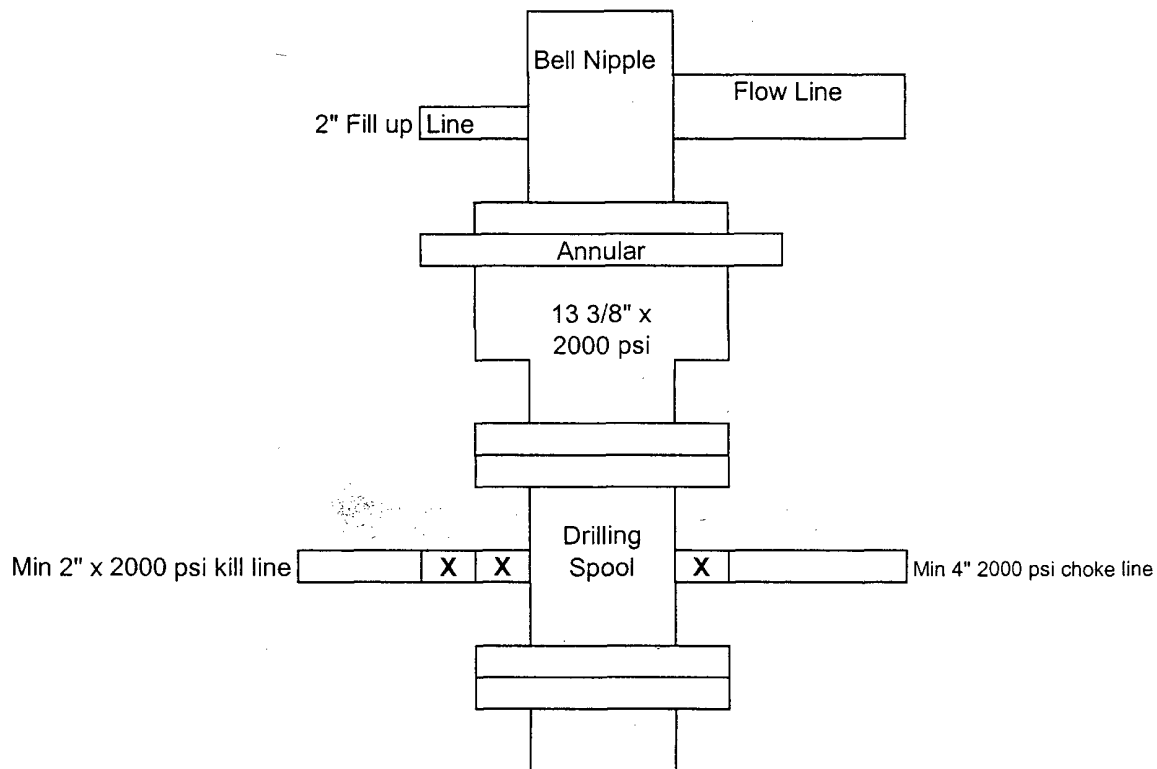 Bell Nipple
Flow Line
2" Fill up Line
Annular
13 3/8" x
2000 psi
Drilling
Spool
Min 2" x 2000 psi kill line
X X
X
Min 4" 2000 psi choke line